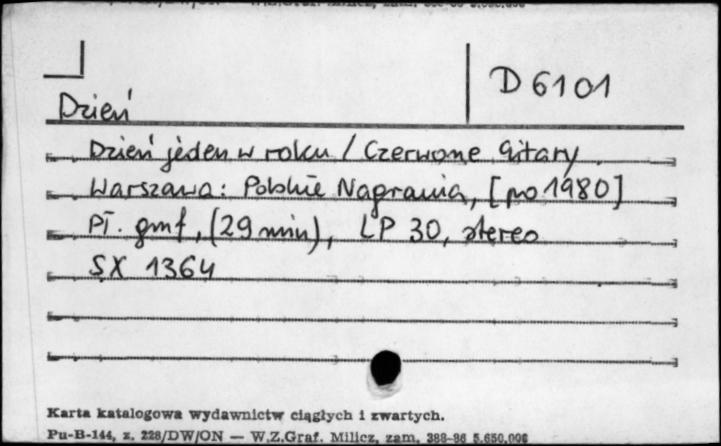 D 6101
Dzień
Dzień jeden w roku / Czerwone Gitary.
Warszawa: Polskie Nagrania, [po 1980]
Pł. gmf, (29 min), LP 30, stereo
SX 1364
Karta katalogowa wydawnictw ciągłych i zwartych.
Pu-B-144, z. 228/DW/ON — W.Z.Graf. Milicz, zam. 388-86 5.650.000